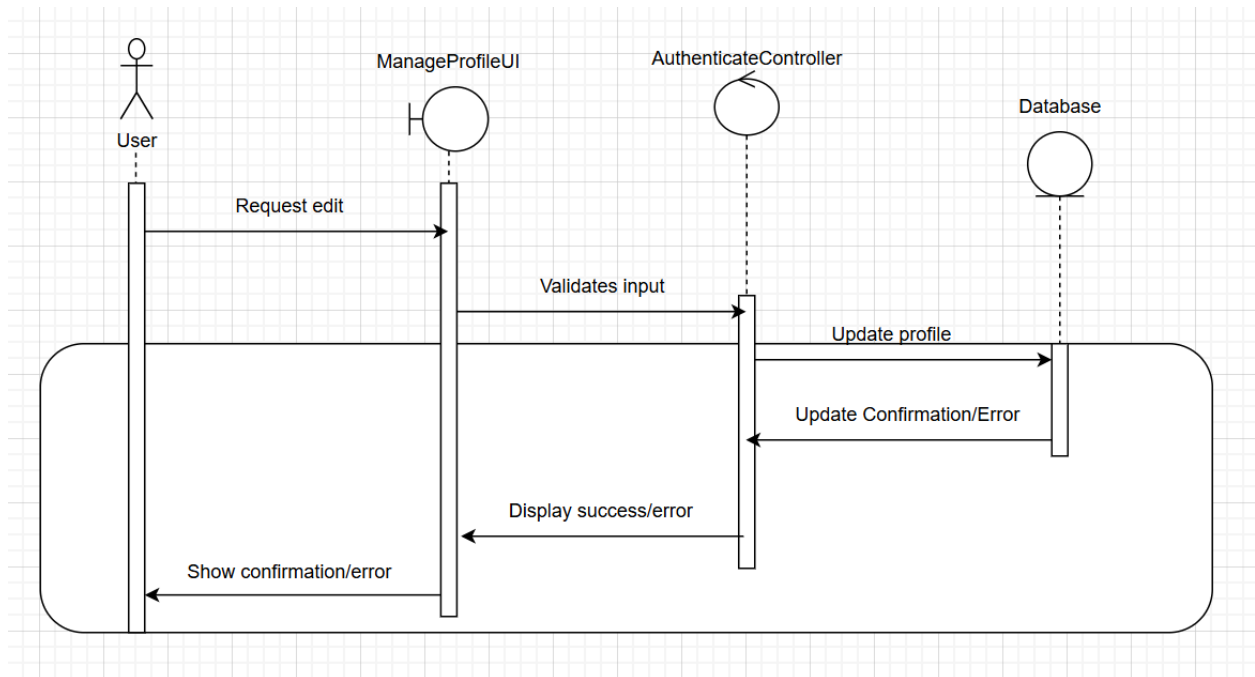 ManageProfileUI
AuthenticateController
Database
User
Request edit
Validates input
Update profile
Update Confirmation/Error
Display success/error
Show confirmation/error